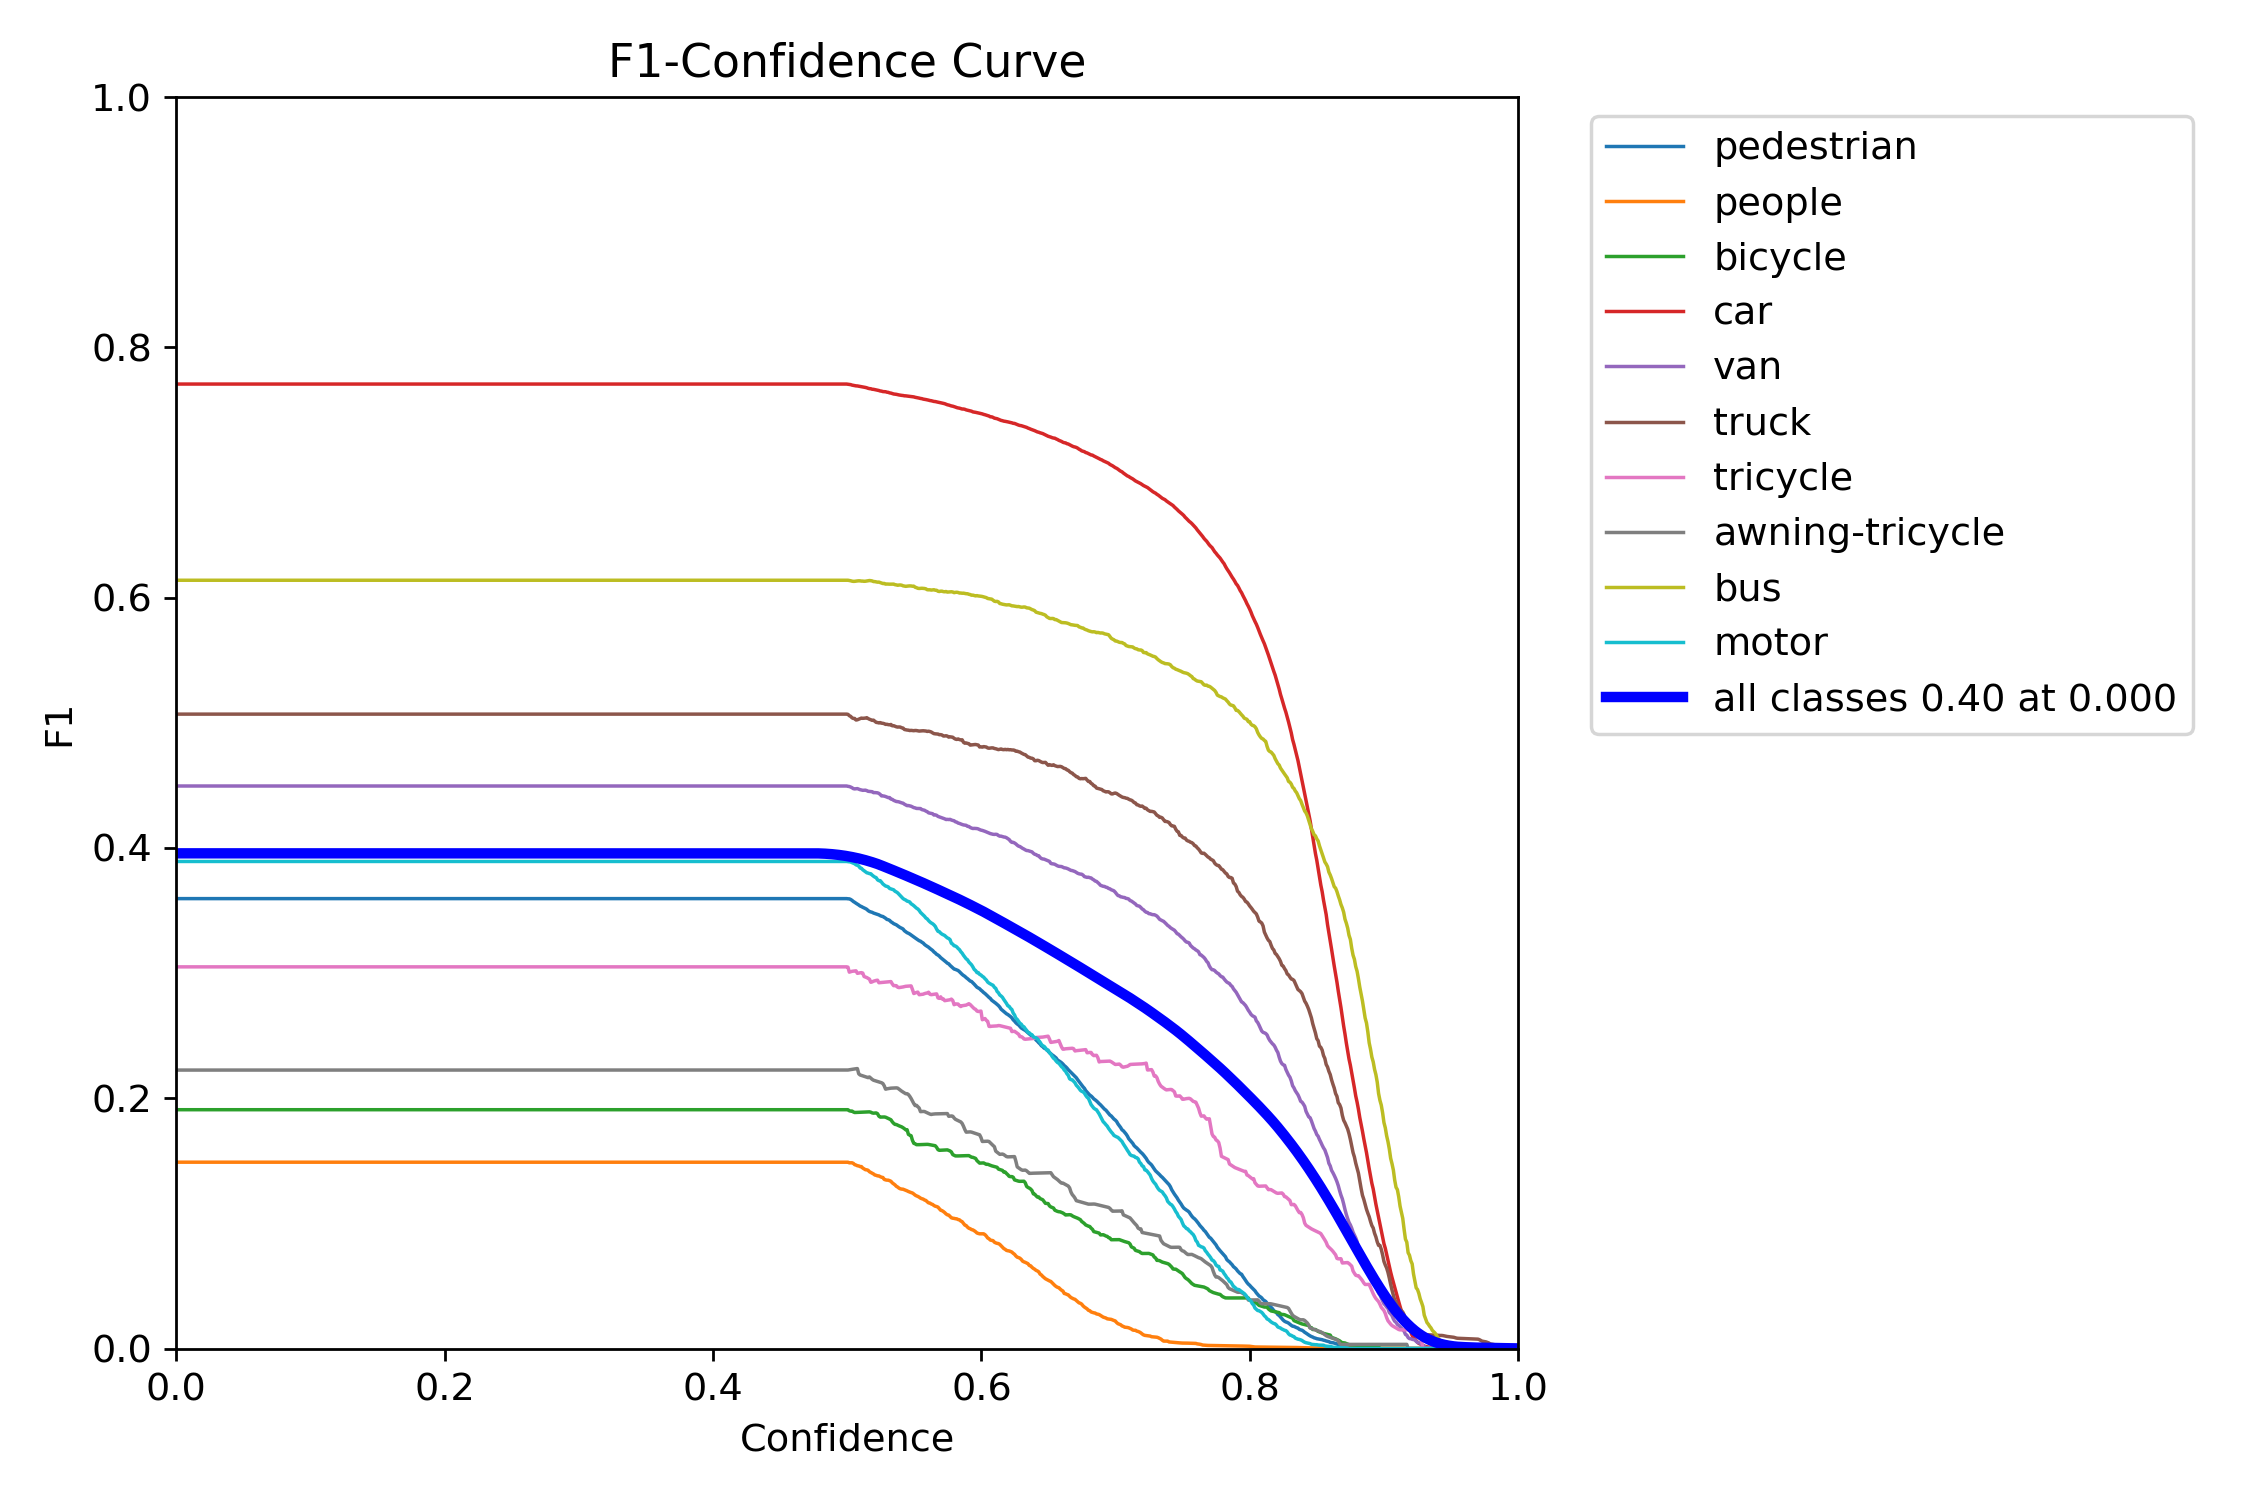 F1-Confidence Curve
1.0
0.8
0.6
0.4
0.2
0.0
F1
0.0 0.2 0.4 0.6 0.8 1.0
Confidence
pedestrian
people
bicycle
car
van
truck
tricycle
awning-tricycle
bus
motor
all classes 0.40 at 0.000